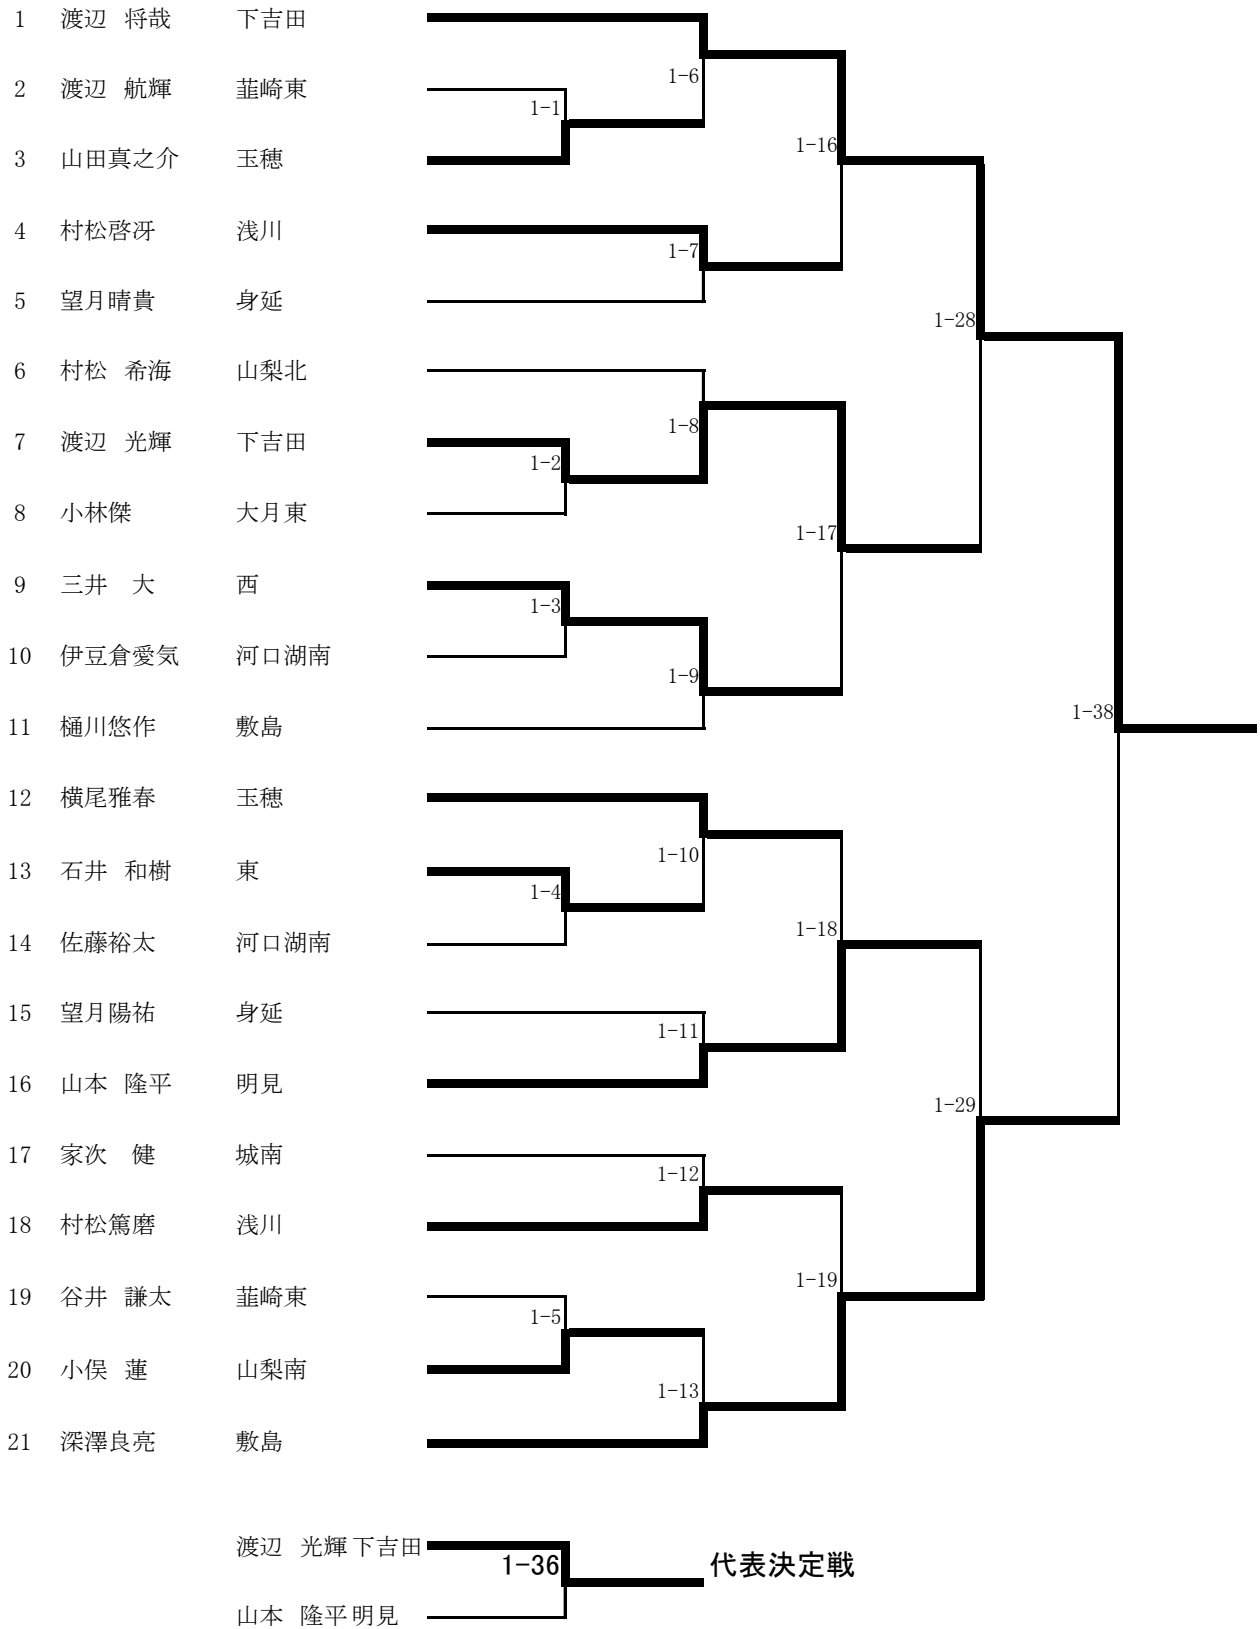 1 渡辺 将哉 下吉田
1-6
2 渡辺 航輝 韮崎東
1-1
1-16
3 山田真之介 玉穂
4 村松啓冴 浅川
1-7
5 望月晴貴 身延
1-28
6 村松 希海 山梨北
1-8
7 渡辺 光輝 下吉田
1-2
8 小林傑 大月東
1-17
9 三井 大 西
1-3
10 伊豆倉愛気 河口湖南
1-9
1-38
11 樋川悠作 敷島
12 横尾雅春 玉穂
1-10
13 石井 和樹 東
1-4
1-18
14 佐藤裕太 河口湖南
15 望月陽祐 身延
1-11
16 山本 隆平 明見
1-29
17 家次 健 城南
1-12
18 村松篤磨 浅川
1-19
19 谷井 謙太 韮崎東
1-5
20 小俣 蓮 山梨南
1-13
21 深澤良亮 敷島
渡辺 光輝 下吉田
1-36 代表決定戦
山本 隆平 明見